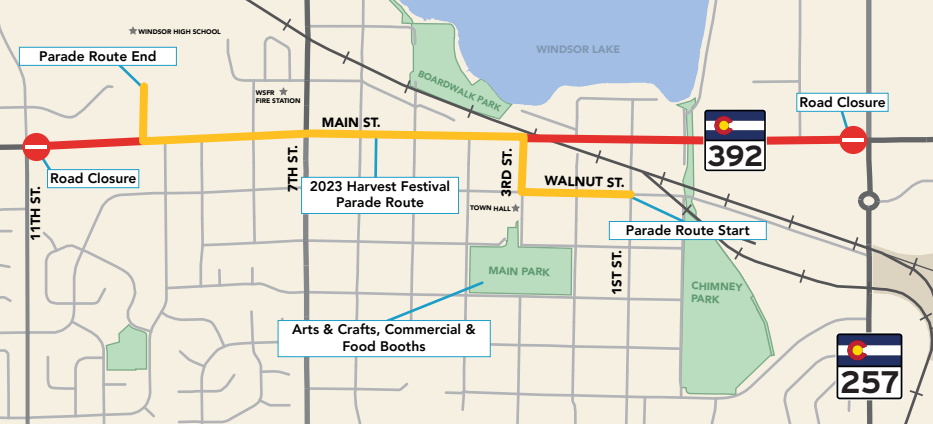 WINDSOR HIGH SCHOOL
Parade Route End
WINDSOR LAKE
BOARDWALK PARK
WSFR
FIRE STATION
Road Closure
MAIN ST.
392
7TH ST.
3RD ST.
Road Closure
2023 Harvest Festival
Parade Route
WALNUT ST.
11TH ST.
TOWN HALL
Parade Route Start
1ST ST.
MAIN PARK
CHIMNEY
PARK
Arts & Crafts, Commercial &
Food Booths
257